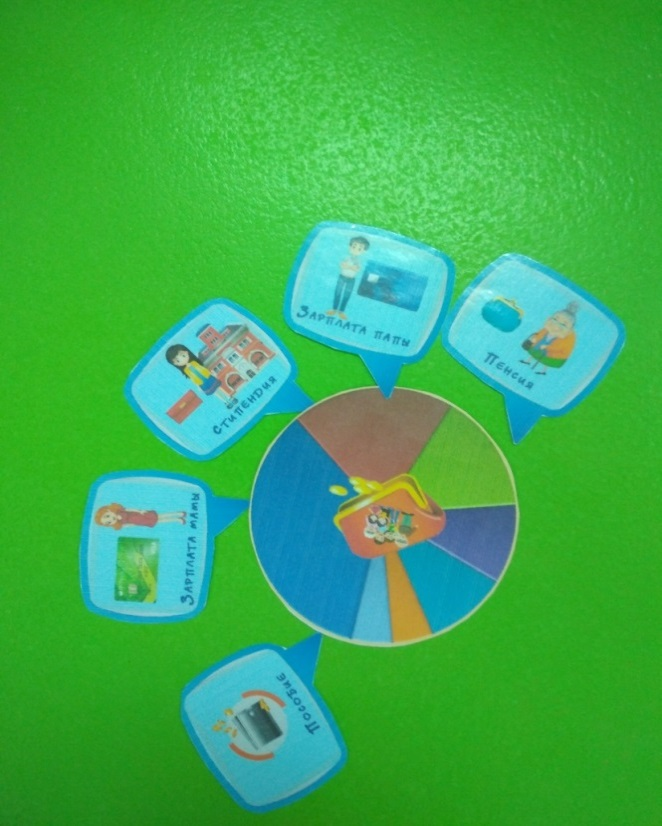 Зарплата папы
Пенсия
Стипендия
Зарплата мамы
Пособие